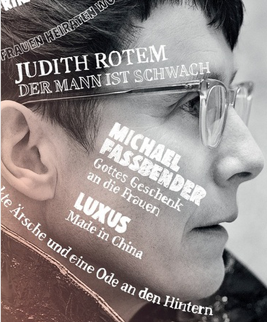 FRAUEN HEIRATEN
JUDITH ROTEM
DER MANN IST SCHWACH
MICHAEL
FASSBENDER
Gottes Geschenk
an die Frauen
LUXUS
Made in China
Ärsche und eine Ode an den Hintern